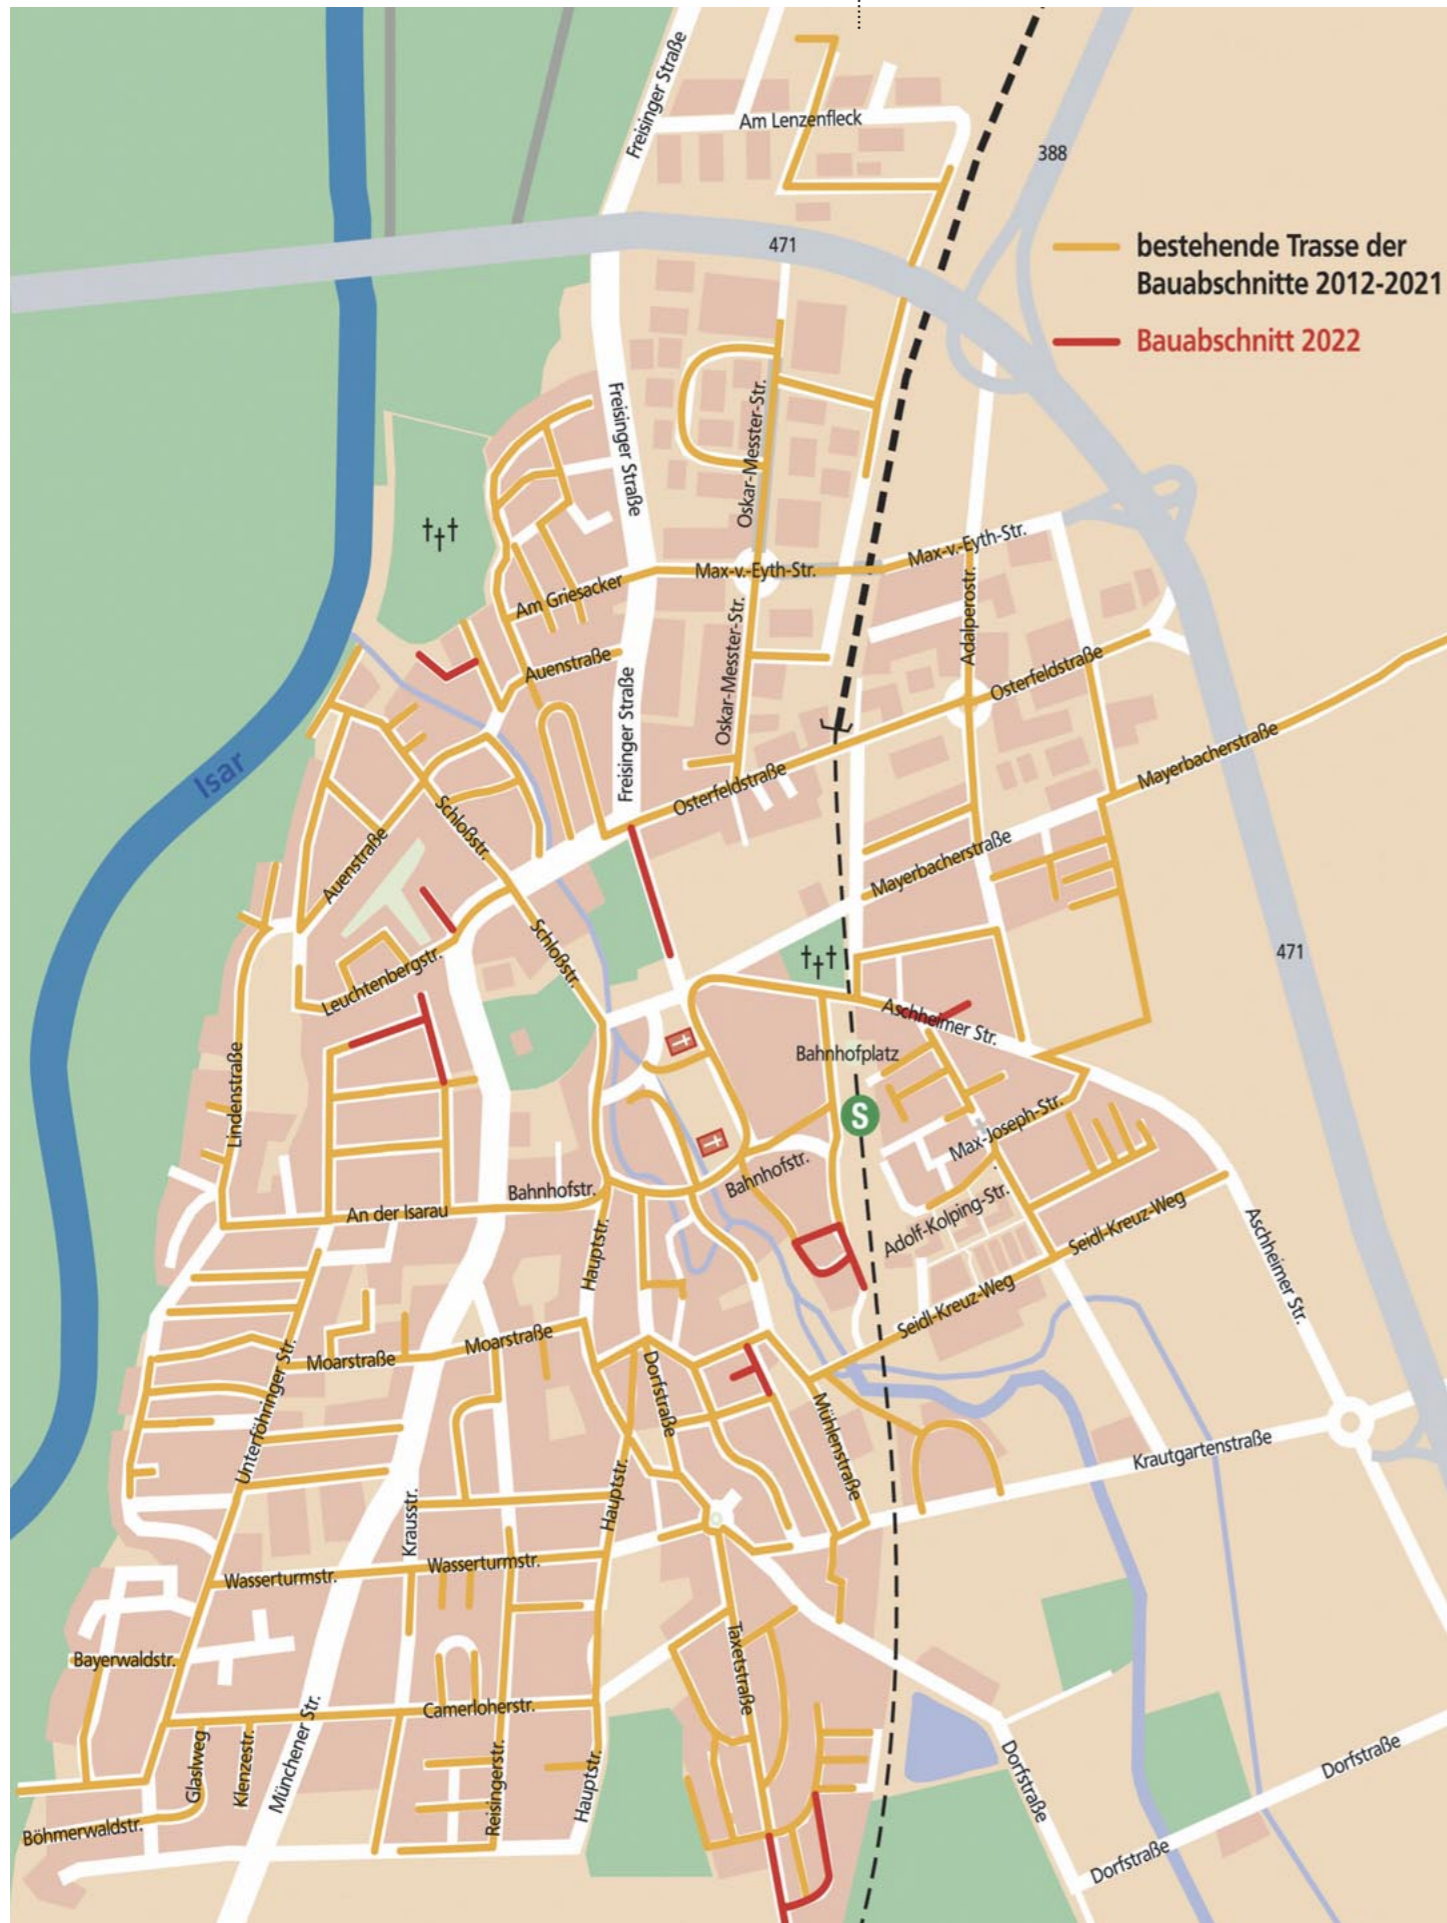 Freisinger Straße
Am Lenzenfleck
388
471
bestehende Trasse der
Bauabschnitte 2012-2021
Bauabschnitt 2022
Freisinger Straße
Oskar-Messter-Str.
Max-v.-Eyth-Str.
Max-v.-Eyth-Str.
Am Griesacker
Adalperostr.
Oskar-Messter-Str.
Auenstraße
Osterfeldstraße
Freisinger Straße
Isar
Mayerbacherstraße
Osterfeldstraße
Schloßstr.
Auenstraße
Mayerbacherstraße
Schloßstr.
471
Leuchtenbergstr.
Aschheimer Str.
Bahnhofplatz
Lindenstraße
S
Max-Joseph-Str.
Bahnhofstr.
Bahnhofstr.
An der Isarau
Adolf-Kolping-Str.
Seidl-Kreuz-Weg
Hauptstr.
Aschheimer Str.
Seidl-Kreuz-Weg
Moarstraße
Moarstraße
Unterföhringer Str.
Dorfstraße
Mühlenstraße
Krautgartenstraße
Hauptstr.
Krausstr.
Wasserturmstr.
Wasserturmstr.
Bayerwaldstr.
Taxetstraße
Camerloherstr.
Glaslweg
Klenzestr.
Münchener Str.
Reisingerstr.
Hauptstr.
Dorfstraße
Dorfstraße
Böhmerwaldstr.
Dorfstraße